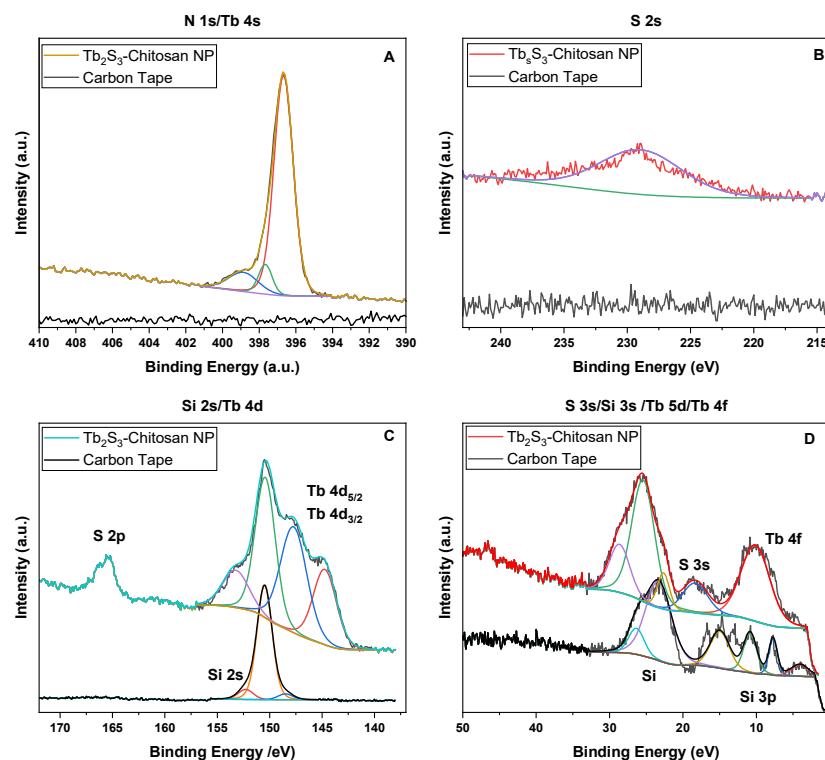 N 1s/Tb 4s
Tb₂S₃-Chitosan NP
Carbon Tape
A
Intensity (a.u.)
410 408 406 404 402 400 398 396 394 392 390
Binding Energy (a.u.)
S 2s
TbₛS₃-Chitosan NP
Carbon Tape
B
Intensity (a.u.)
240 235 230 225 220 215
Binding Energy (eV)
Si 2s/Tb 4d
Tb₂S₃-Chitosan NP
Carbon Tape
C
Tb 4d₅/₂
Tb 4d₃/₂
S 2p
Si 2s
Intensity (a.u.)
170 165 160 155 150 145 140
Binding Energy /eV)
S 3s/Si 3s /Tb 5d/Tb 4f
Tb₂S₃-Chitosan NP
Carbon Tape
D
Tb 4f
S 3s
Si
Si 3p
Intensity (a.u.)
50 40 30 20 10
Binding Energy (eV)